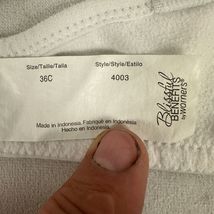 Size/Taille/Talla
36C
Style/Style/Estilo
4003
Made in Indonesia. Fabriqué en Indonésie
Hecho en Indonesia.
Blissful
BENEFITS
by warners®